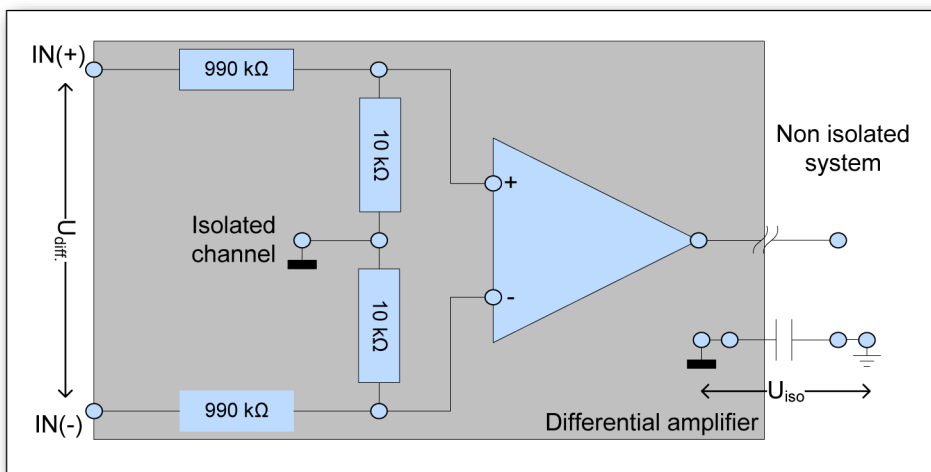 IN(+)
990 kΩ
10 kΩ
+
Non isolated
system
Isolated
channel
Udiff.
10 kΩ
-
Uiso
990 kΩ
IN(-)
Differential amplifier